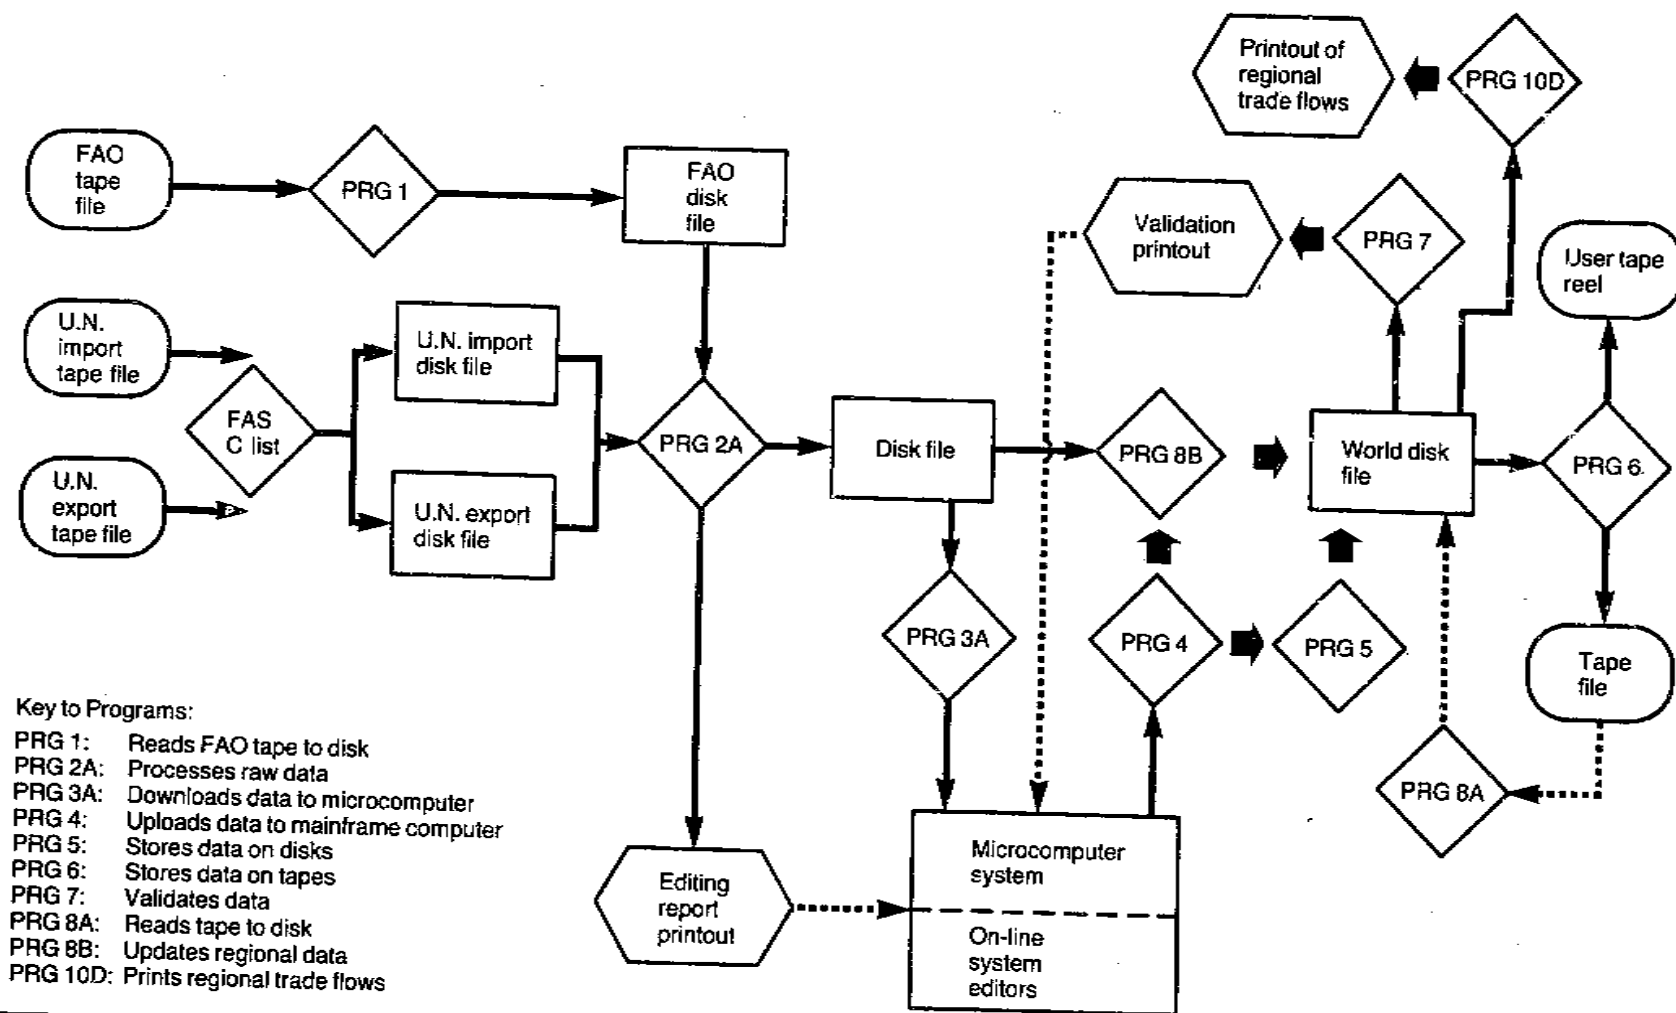 Printout of
regional
trade flows
PRG 10D
FAO
tape
file
PRG 1
FAO
disk
file
Validation
printout
PRG 7
User tape
reel
U.N.
import
tape file
U.N. import
disk file
FAS
C list
PRG 2A
Disk file
PRG 8B
World disk
file
PRG 6
U.N.
export
tape file
U.N. export
disk file
PRG 3A
PRG 4
PRG 5
Tape
file
PRG 8A
Key to Programs:
PRG 1: Reads FAO tape to disk
PRG 2A: Processes raw data
PRG 3A: Downloads data to microcomputer
PRG 4: Uploads data to mainframe computer
PRG 5: Stores data on disks
PRG 6: Stores data on tapes
PRG 7: Validates data
PRG 8A: Reads tape to disk
PRG 8B: Updates regional data
PRG 10D: Prints regional trade flows
Editing
report
printout
Microcomputer
system
On-line
system
editors